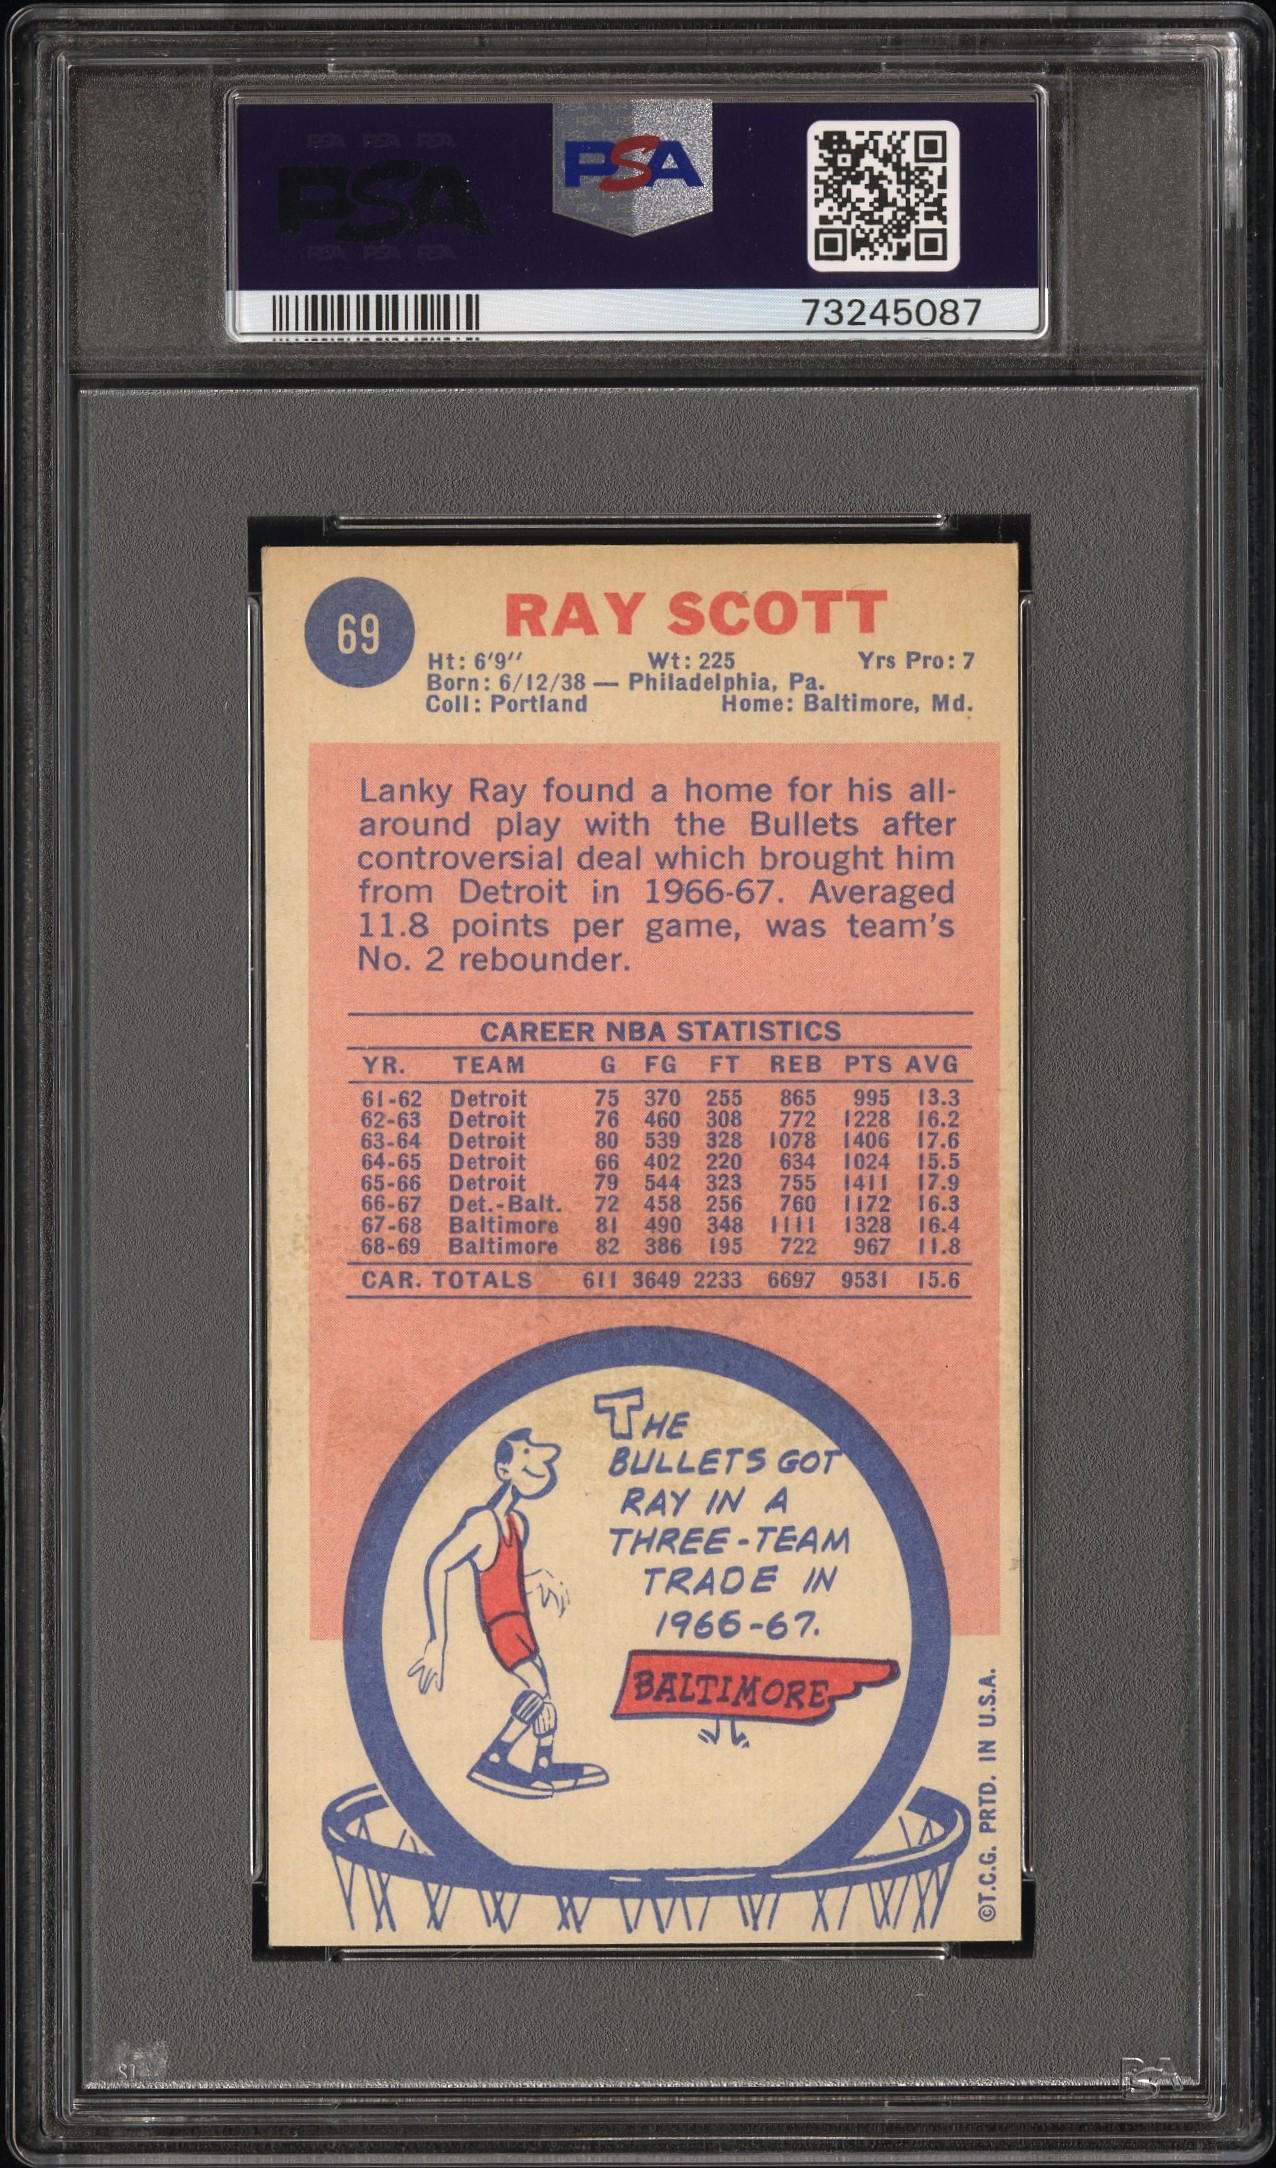 PSA PSA PSA
PSA
PSA PSA PSA
PSA
73245087
69
RAY SCOTT
Ht: 6'9" Wt: 225 Yrs Pro: 7
Born: 6/12/38 — Philadelphia, Pa.
Coll: Portland Home: Baltimore, Md.
Lanky Ray found a home for his all-
around play with the Bullets after
controversial deal which brought him
from Detroit in 1966-67. Averaged
11.8 points per game, was team's
No. 2 rebounder.
CAREER NBA STATISTICS
YR. TEAM G FG FT REB PTS AVG
61-62 Detroit 75 370 255 865 995 13.3
62-63 Detroit 76 460 308 772 1228 16.2
63-64 Detroit 80 539 328 1078 1406 17.6
64-65 Detroit 66 402 220 634 1024 15.5
65-66 Detroit 79 544 323 755 1411 17.9
66-67 Det.-Balt. 72 458 256 760 1172 16.3
67-68 Baltimore 81 490 348 1111 1328 16.4
68-69 Baltimore 82 386 195 722 967 11.8
CAR. TOTALS 611 3649 2233 6697 9531 15.6
THE
BULLETS GOT
RAY IN A
THREE-TEAM
TRADE IN
1966-67.
BALTIMORE
©T.C.G. PRTD. IN U.S.A.
PSA